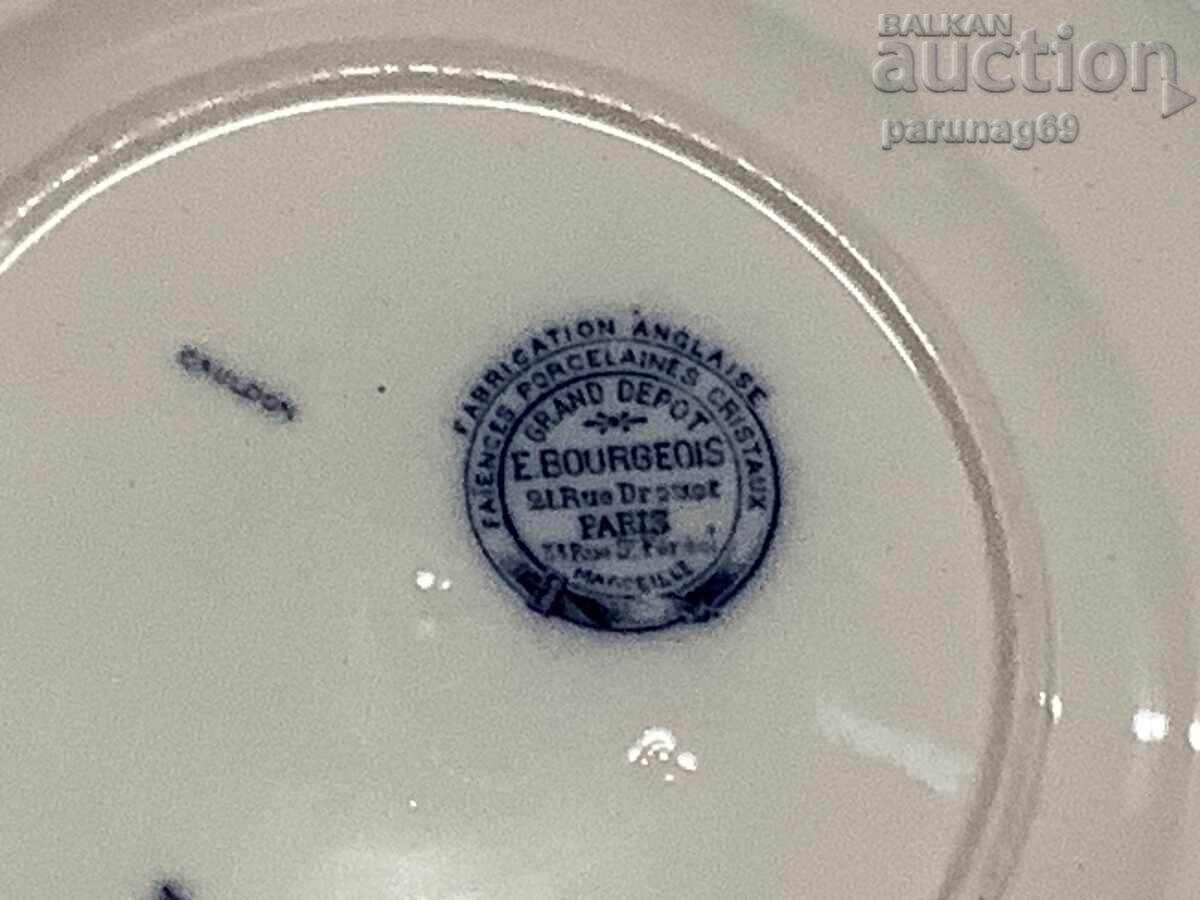 BALKAN
auction
parunag69
CAULDON
FABRICATION ANGLAISE
FAIENCES PORCELAINES CRISTAUX
GRAND DEPOT
E. BOURGEOIS
21 Rue Drouot
PARIS
MARSEILLE